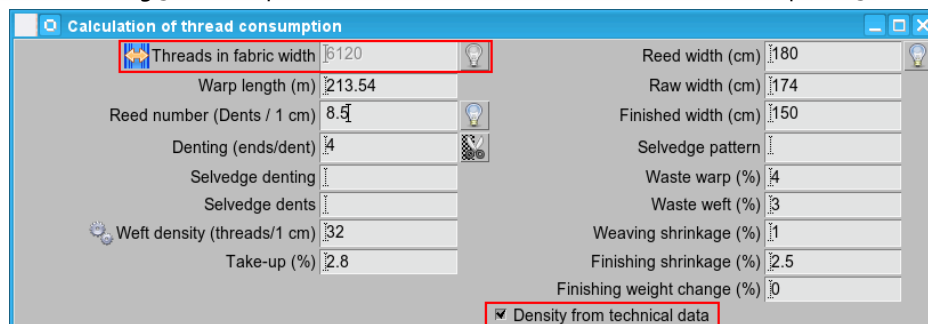 Calculation of thread consumption
Threads in fabric width 6120 Reed width (cm) 180
Warp length (m) 213.54 Raw width (cm) 174
Reed number (Dents / 1 cm) 8.5 Finished width (cm) 150
Denting (ends/dent) 4 Selvedge pattern
Selvedge denting Waste warp (%) 4
Selvedge dents Waste weft (%) 3
Weft density (threads/1 cm) 32 Weaving shrinkage (%) 1
Take-up (%) 2.8 Finishing shrinkage (%) 2.5
Finishing weight change (%) 0
Density from technical data